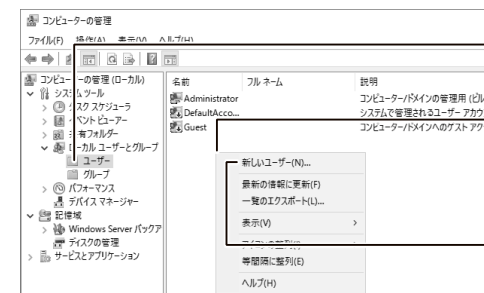 コンピューターの管理
ファイル(F) 操作(A) 表示(V) ヘルプ(H)
コンピューターの管理 (ローカル)
システム ツール
タスク スケジューラ
イベント ビューアー
共有フォルダー
ローカル ユーザーとグループ
ユーザー
グループ
パフォーマンス
デバイス マネージャー
記憶域
Windows Server バックア
ディスクの管理
サービスとアプリケーション
名前 フル ネーム 説明
Administrator コンピューター/ドメインの管理用 (ビル
DefaultAcco... システムで管理されるユーザー アカウ
Guest コンピューター/ドメインへのゲスト アク
新しいユーザー(N)...
最新の情報に更新(F)
一覧のエクスポート(L)...
表示(V)
アイコンの整列(I)
等間隔に整列(E)
ヘルプ(H)